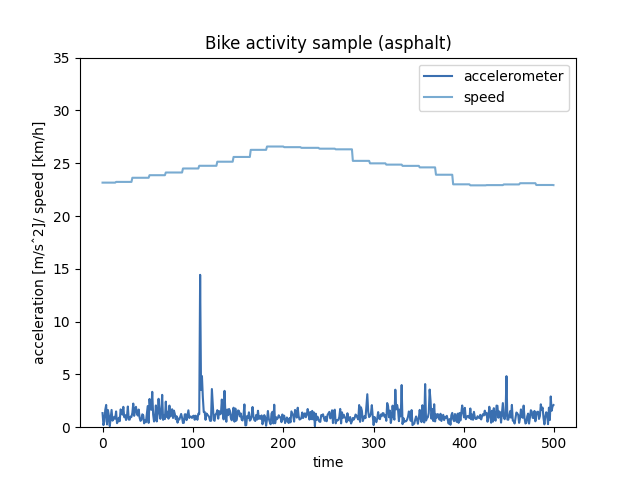 Bike activity sample (asphalt)
accelerometer
speed
acceleration [m/sˆ2]/ speed [km/h]
35
30
25
20
15
10
5
0
0 100 200 300 400 500
time